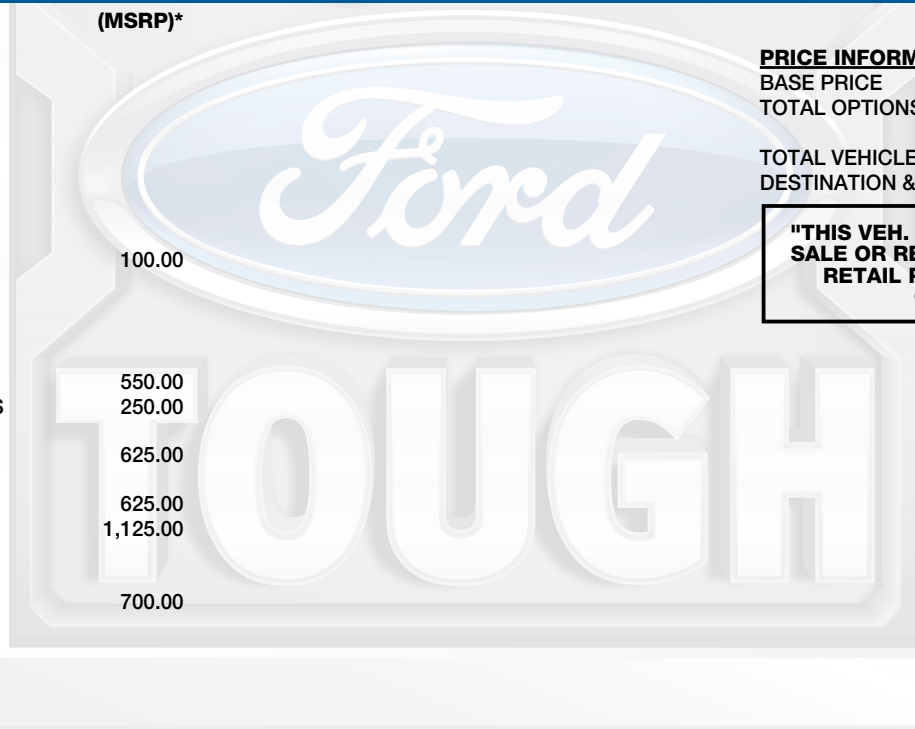 (MSRP)*
PRICE INFORM
BASE PRICE
TOTAL OPTIONS
TOTAL VEHICLE
DESTINATION &
"THIS VEH.
SALE OR RE
RETAIL P
Ford
100.00
550.00
S 250.00
625.00
625.00
1,125.00
700.00
TOUGH